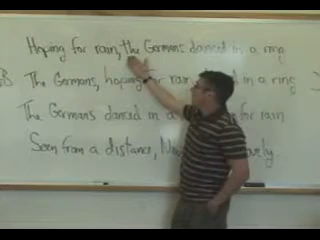 Hoping for rain, the Germans danced in a ring
B The Germans, hoping for rain, danced in a ring
The Germans danced in a for rain
Seen from a distance,